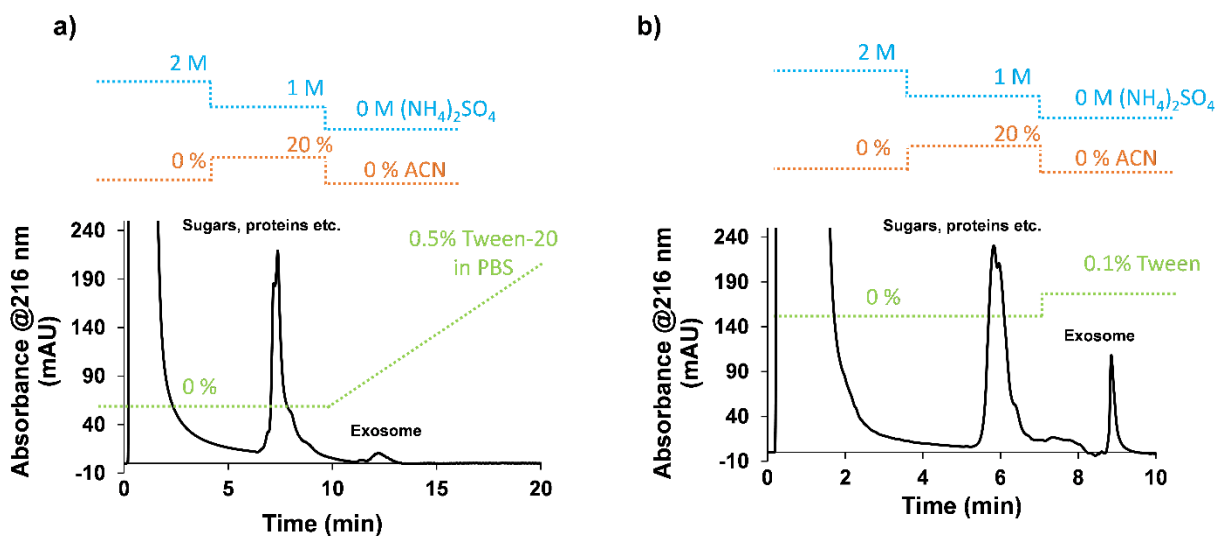 a)
2 M
1 M
0 M (NH4)2SO4
0 %
20 %
0 % ACN
Sugars, proteins etc.
0.5% Tween-20
in PBS
0 %
Exosome
Absorbance @216 nm
(mAU)
240
190
140
90
40
-10
0
5
10
15
20
Time (min)
b)
2 M
1 M
0 M (NH4)2SO4
0 %
20 %
0 % ACN
Sugars, proteins etc.
0 %
0.1% Tween
Exosome
Absorbance @216 nm
(mAU)
240
190
140
90
40
-10
0
2
4
6
8
10
Time (min)